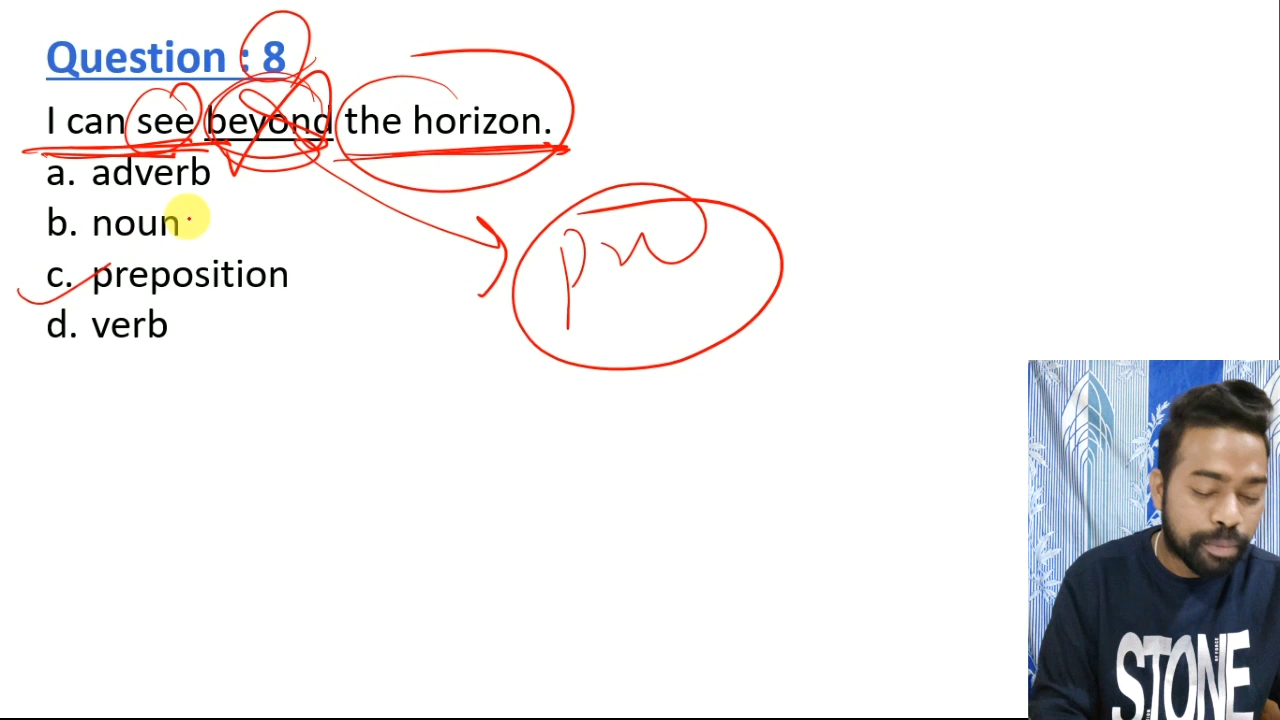 Question : 8
I can see beyond the horizon.
a. adverb
b. noun
c. preposition
d. verb
STONE